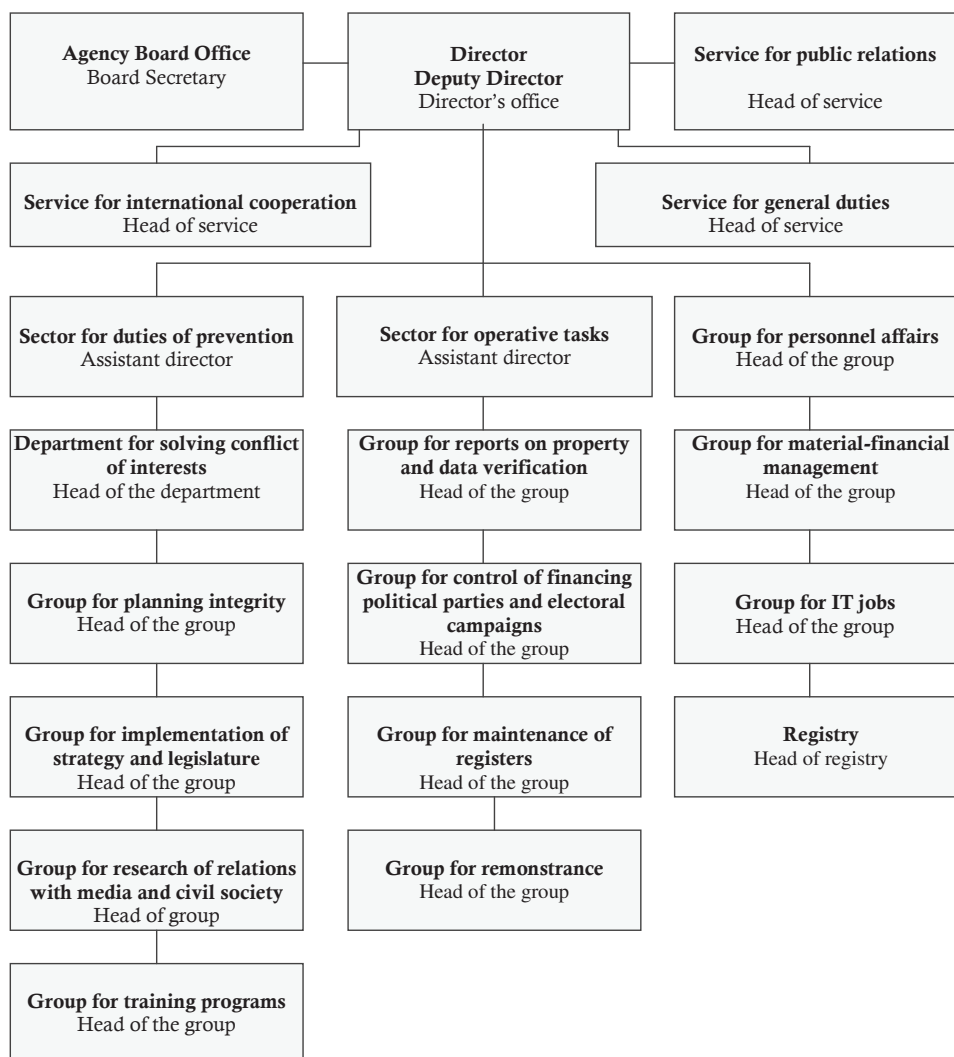 Agency Board Office
Board Secretary
Director
Deputy Director
Director's office
Service for public relations
Head of service
Service for international cooperation
Head of service
Service for general duties
Head of service
Sector for duties of prevention
Assistant director
Sector for operative tasks
Assistant director
Group for personnel affairs
Head of the group
Department for solving conflict
of interests
Head of the department
Group for reports on property
and data verification
Head of the group
Group for material-financial
management
Head of the group
Group for planning integrity
Head of the group
Group for control of financing
political parties and electoral
campaigns
Head of the group
Group for IT jobs
Head of the group
Group for implementation of
strategy and legislature
Head of the group
Group for maintenance of
registers
Head of the group
Registry
Head of registry
Group for research of relations
with media and civil society
Head of group
Group for remonstrance
Head of the group
Group for training programs
Head of the group